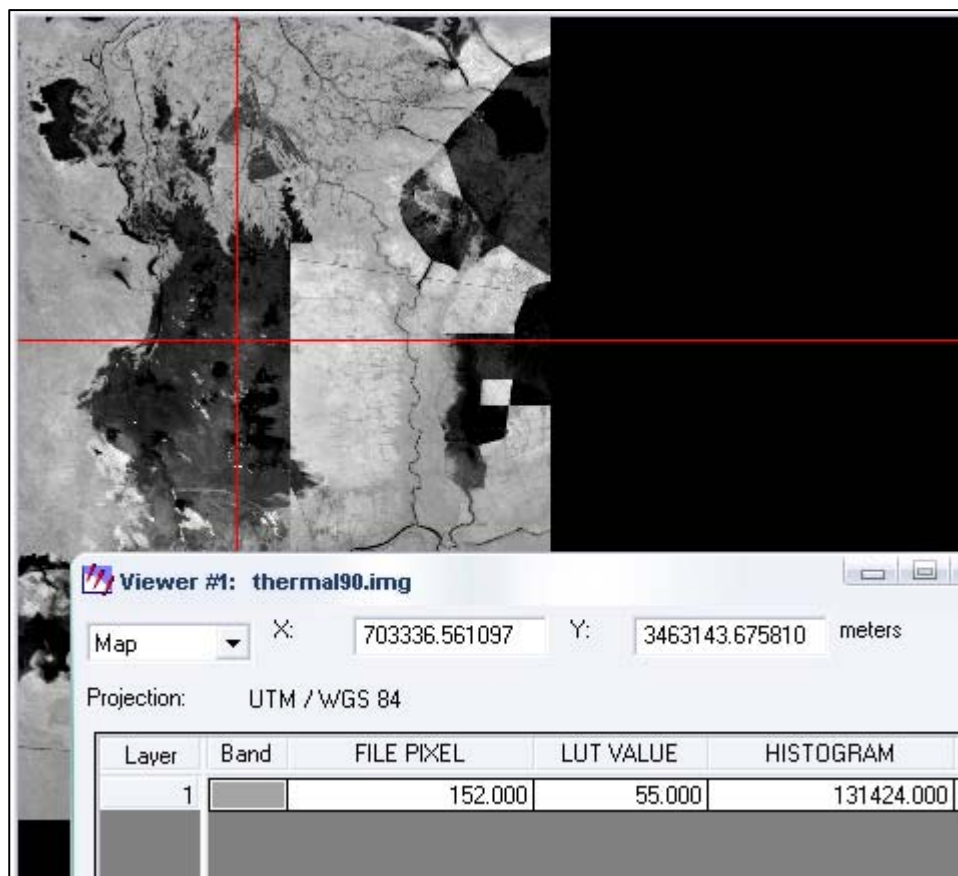 Viewer #1: thermal90.img
Map X: 703336.561097 Y: 3463143.675810 meters
Projection: UTM / WGS 84
Layer Band FILE PIXEL LUT VALUE HISTOGRAM
1 152.000 55.000 131424.000